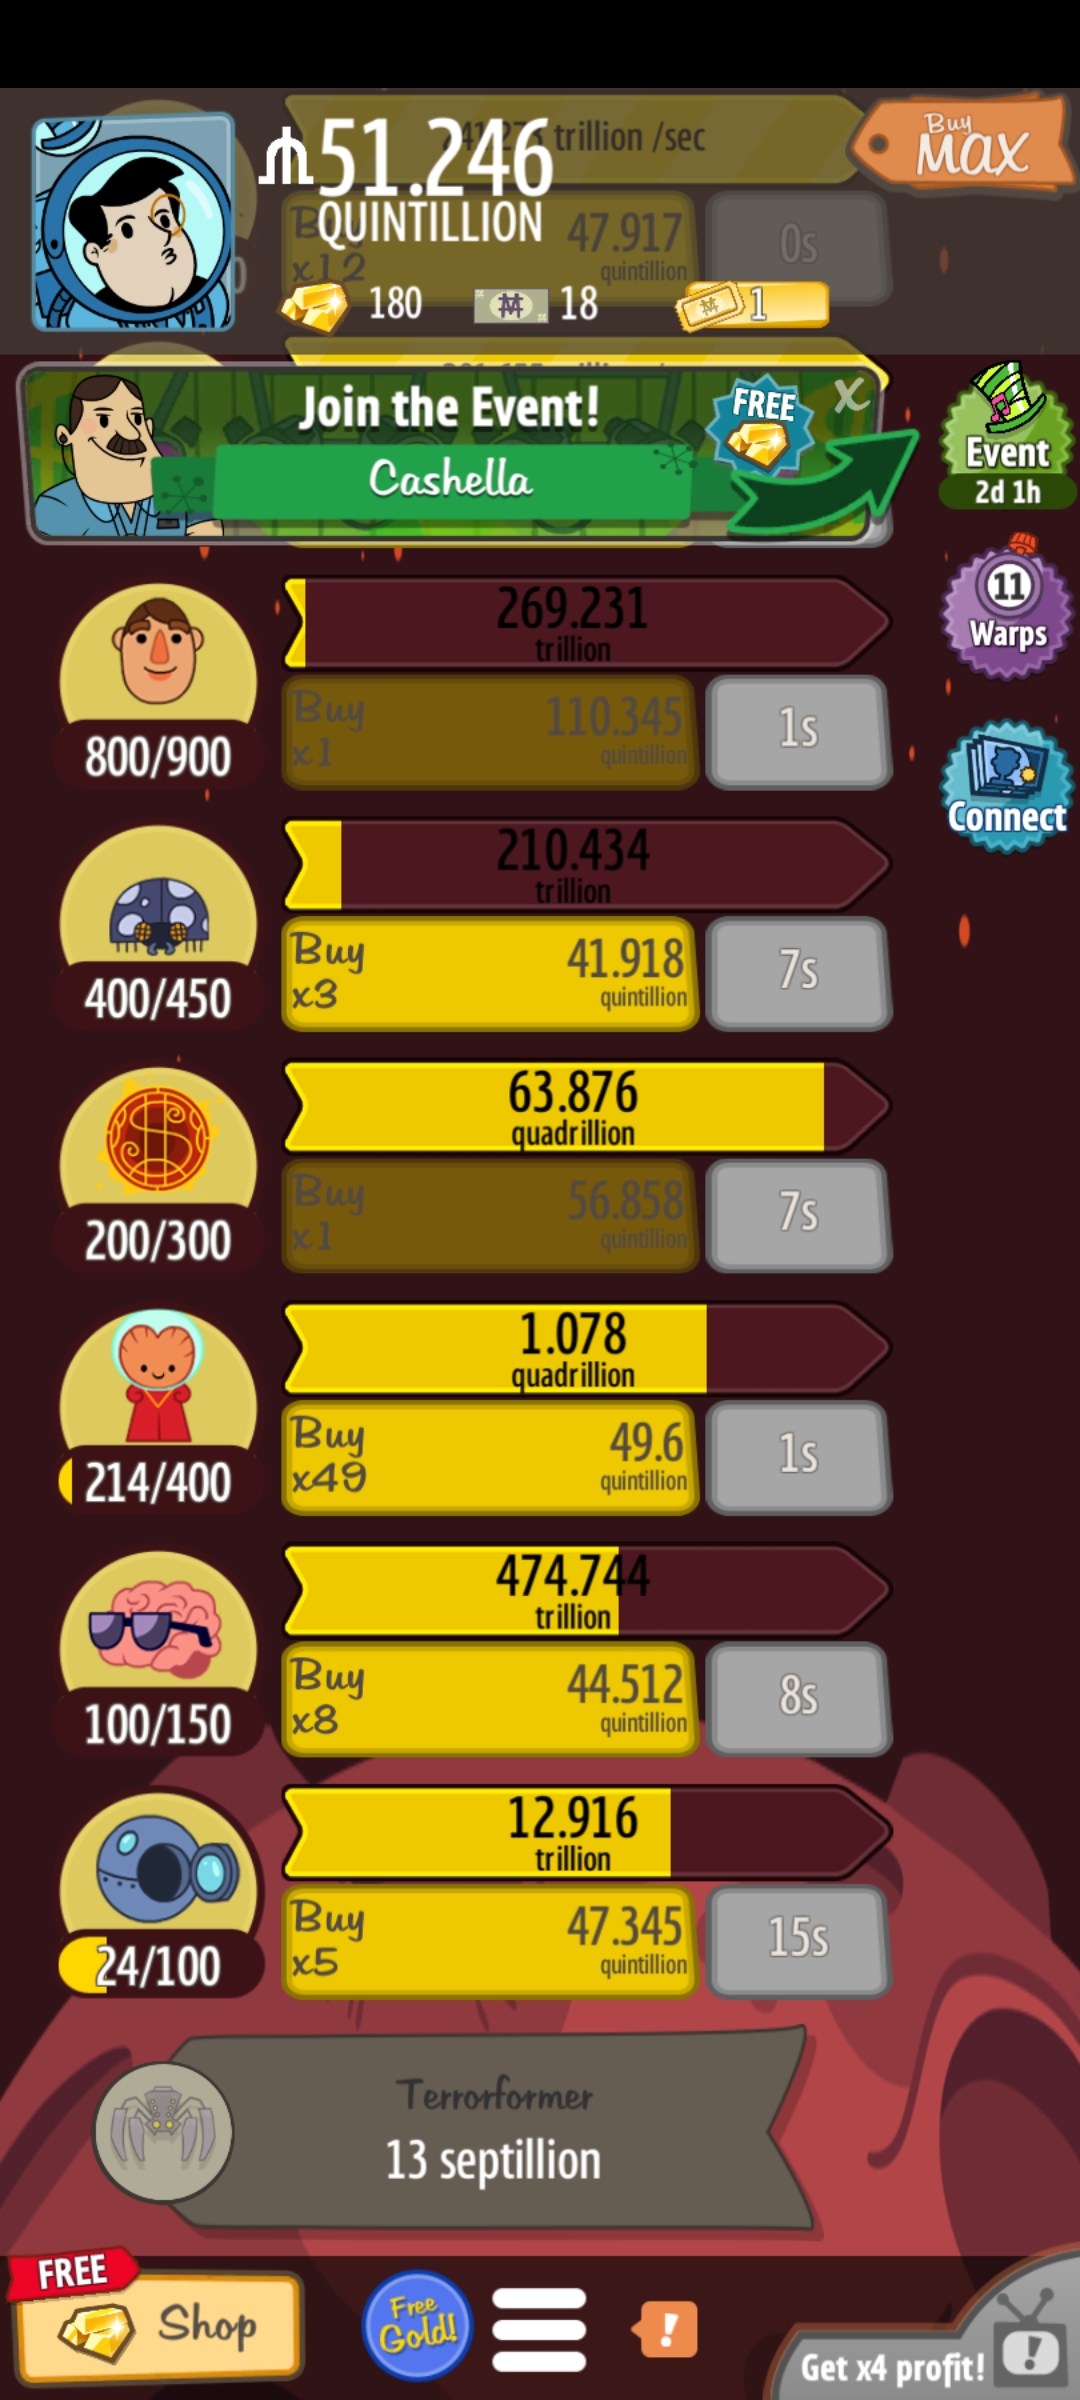 51.246
QUINTILLION
trillion /sec
Buy
MAX
x12
47.917
quintillion
0s
180
18
1
Join the Event!
Cashella
FREE
X
Event
2d 1h
11
Warps
Connect
269.231
trillion
Buy
x1
110.345
quintillion
1s
800/900
210.434
trillion
Buy
x3
41.918
quintillion
7s
400/450
63.876
quadrillion
Buy
x1
56.858
quintillion
7s
200/300
1.078
quadrillion
Buy
x49
49.6
quintillion
1s
214/400
474.744
trillion
Buy
x8
44.512
quintillion
8s
100/150
12.916
trillion
Buy
x5
47.345
quintillion
15s
24/100
Terrorformer
13 septillion
FREE
Shop
Free
Gold!
!
Get x4 profit!
!